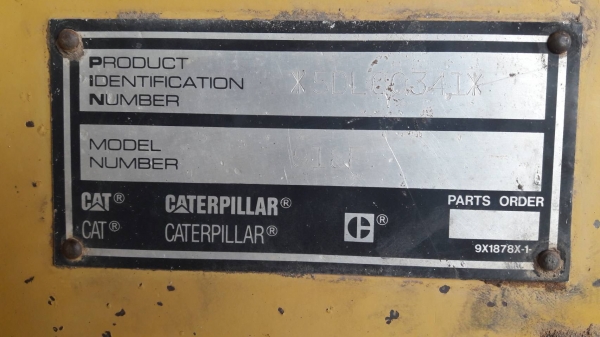 PRODUCT
IDENTIFICATION
NUMBER
MODEL
NUMBER
CAT® CATERPILLAR® PARTS ORDER
CAT® CATERPILLAR® C®
9X1878X-1-